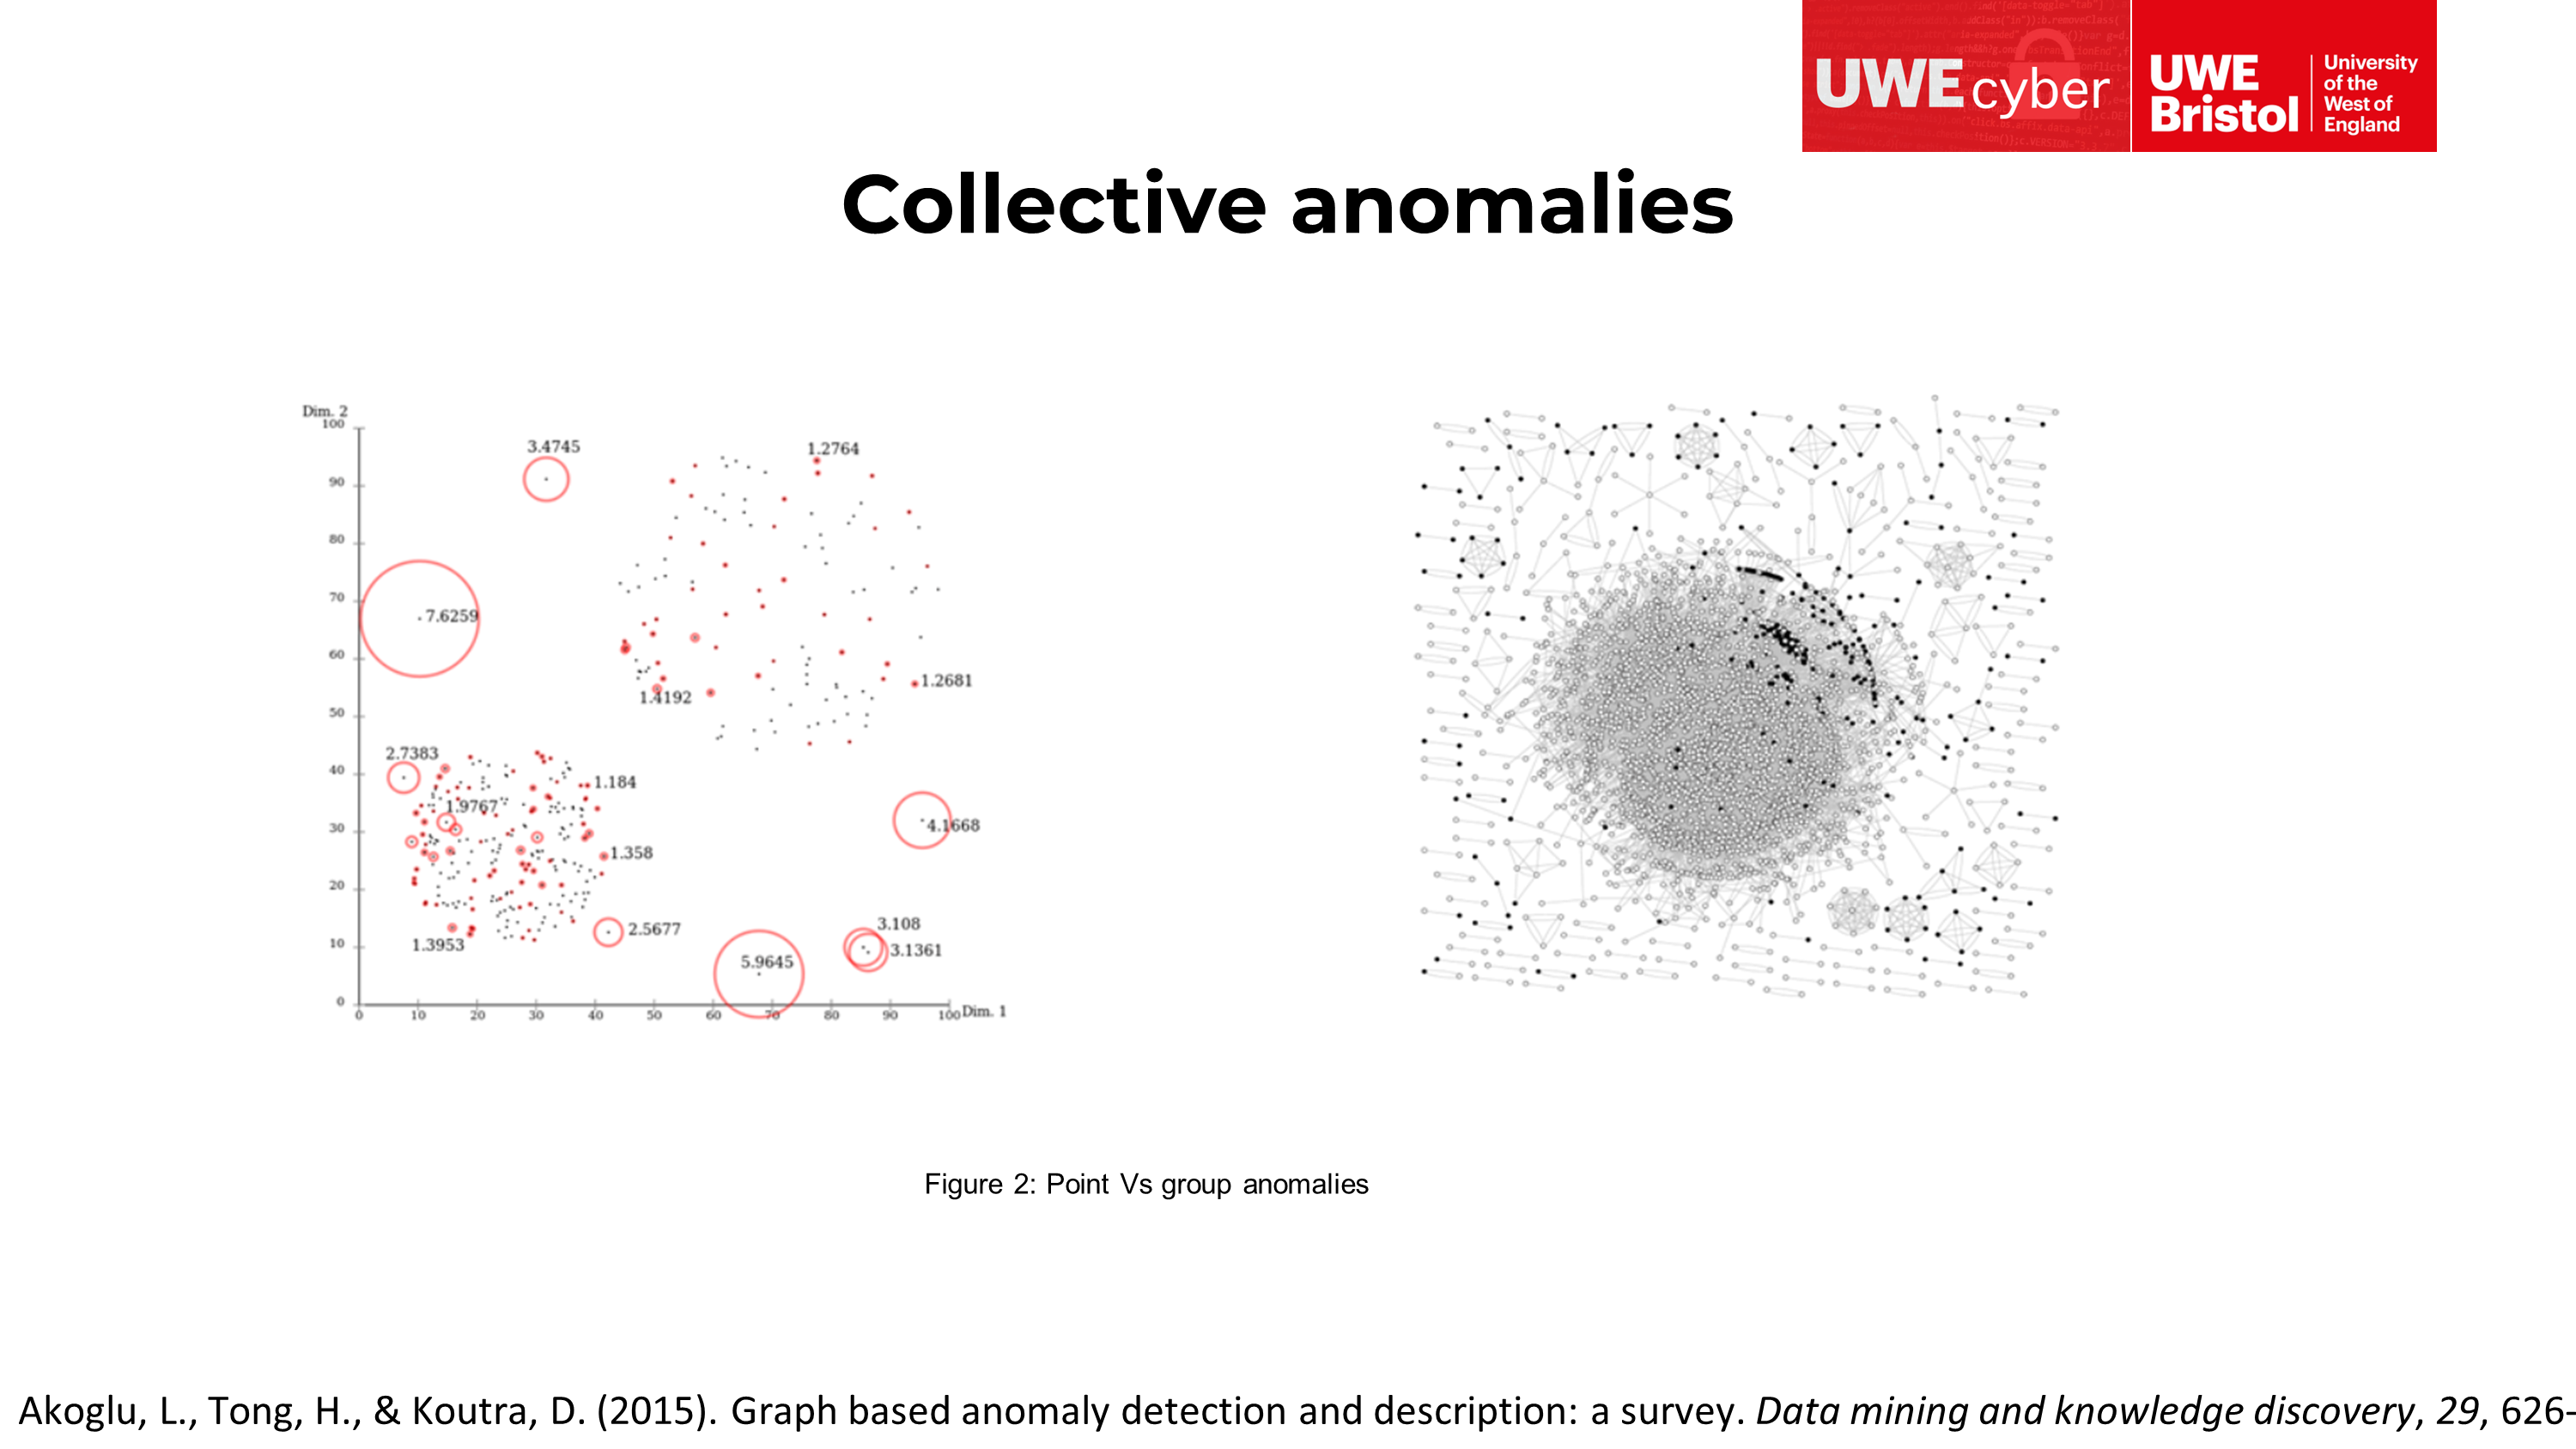 UWEcyber
UWE
Bristol
University
of the
West of
England
Collective anomalies
Dim. 2
100
90
80
70
60
50
40
30
20
10
0
3.4745
1.2764
7.6259
1.4192
1.2681
2.7383
1.184
1.9767
1.358
4.1668
1.3953
2.5677
3.108
3.1361
5.9645
0 10 20 30 40 50 60 70 80 90 100 Dim. 1
Figure 2: Point Vs group anomalies
Akoglu, L., Tong, H., & Koutra, D. (2015). Graph based anomaly detection and description: a survey. Data mining and knowledge discovery, 29, 626-